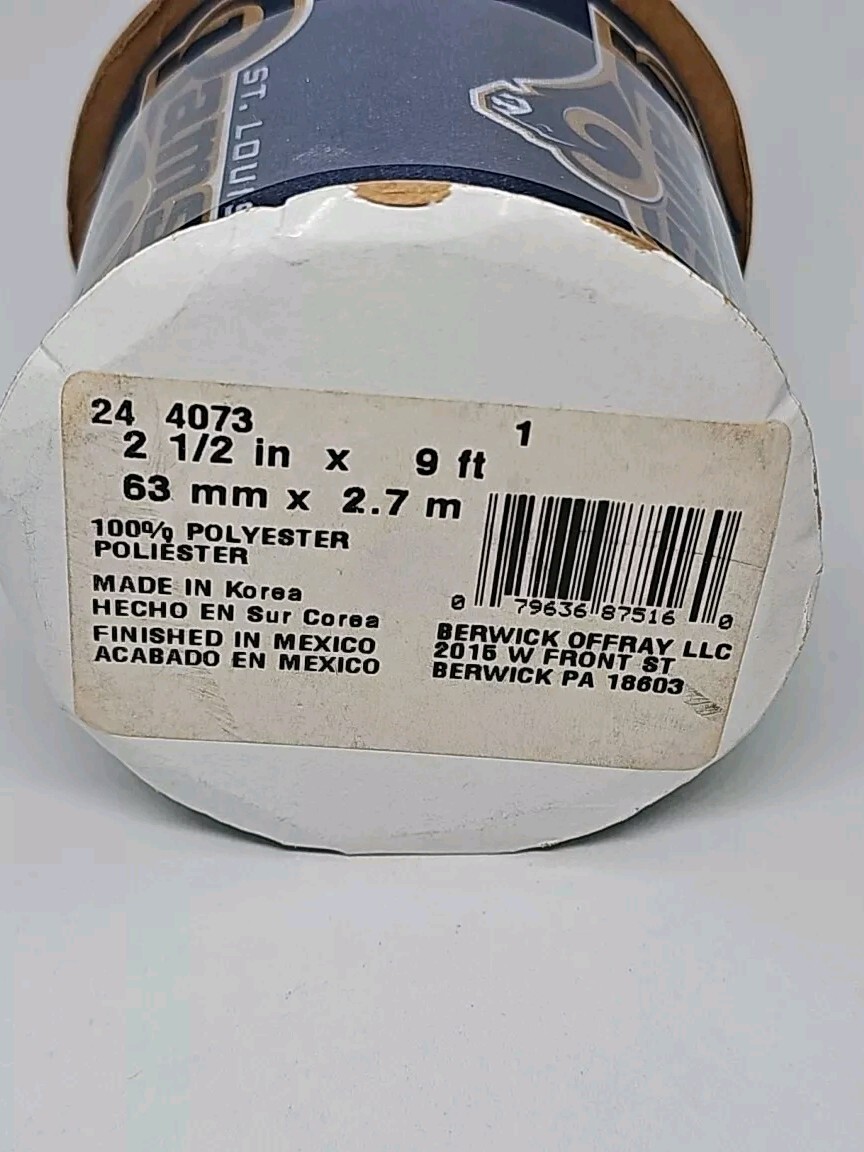 ST. LOUIS
Rams
24 4073 1
2 1/2 in x 9 ft
63 mm x 2.7 m
100% POLYESTER
POLIESTER
MADE IN Korea
HECHO EN Sur Corea
FINISHED IN MEXICO
ACABADO EN MEXICO
0 79636 87516 0
BERWICK OFFRAY LLC
2015 W FRONT ST
BERWICK PA 18603